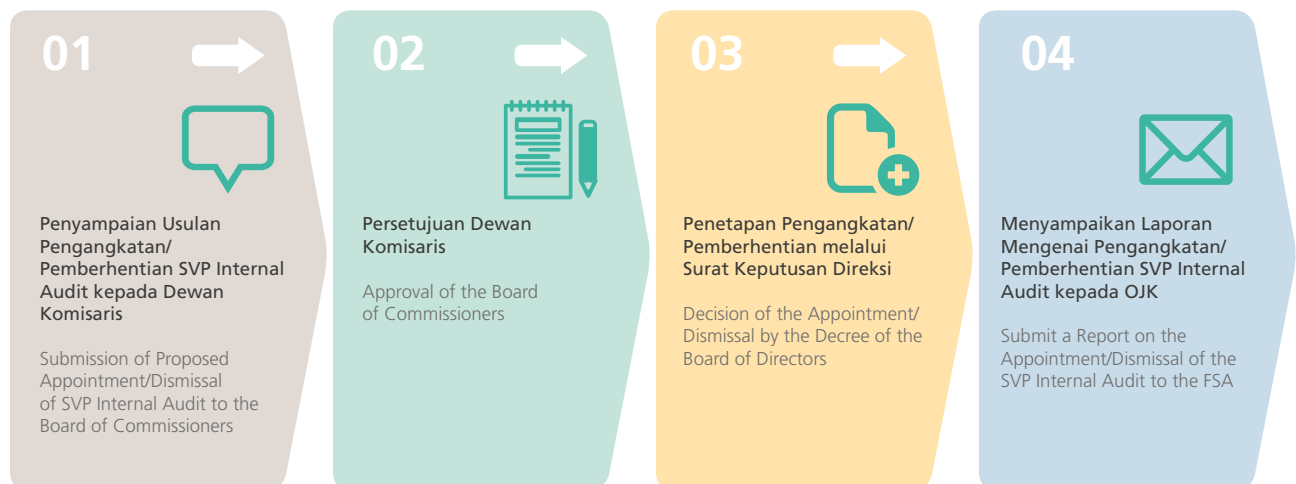 01
Penyampaian Usulan
Pengangkatan/
Pemberhentian SVP Internal
Audit kepada Dewan
Komisaris
Submission of Proposed
Appointment/Dismissal
of SVP Internal Audit to the
Board of Commissioners
02
Persetujuan Dewan
Komisaris
Approval of the Board
of Commissioners
03
Penetapan Pengangkatan/
Pemberhentian melalui
Surat Keputusan Direksi
Decision of the Appointment/
Dismissal by the Decree of the
Board of Directors
04
Menyampaikan Laporan
Mengenai Pengangkatan/
Pemberhentian SVP Internal
Audit kepada OJK
Submit a Report on the
Appointment/Dismissal of the
SVP Internal Audit to the FSA